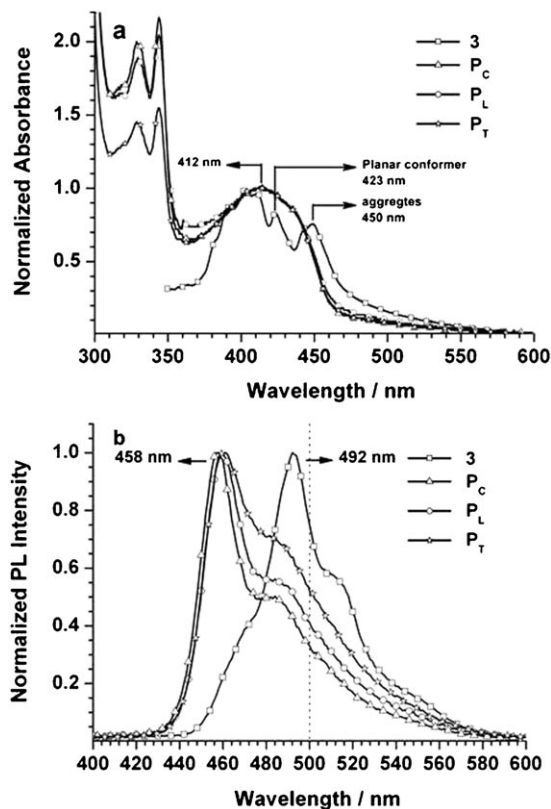 a
Normalized Absorbance
2.0
1.5
1.0
0.5
3
P_C
P_L
P_T
412 nm
Planar conformer
423 nm
aggregtes
450 nm
300 350 400 450 500 550 600
Wavelength / nm
b
Normalized PL Intensity
1.0
0.8
0.6
0.4
0.2
458 nm
492 nm
3
P_C
P_L
P_T
400 420 440 460 480 500 520 540 560 580 600
Wavelength / nm